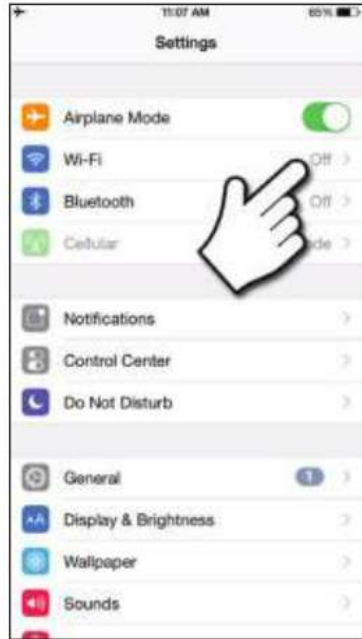 11:07 AM
65%
Settings
Airplane Mode
Wi-Fi Off
Bluetooth Off
Cellular
Notifications
Control Center
Do Not Disturb
General 1
AA Display & Brightness
Wallpaper
Sounds